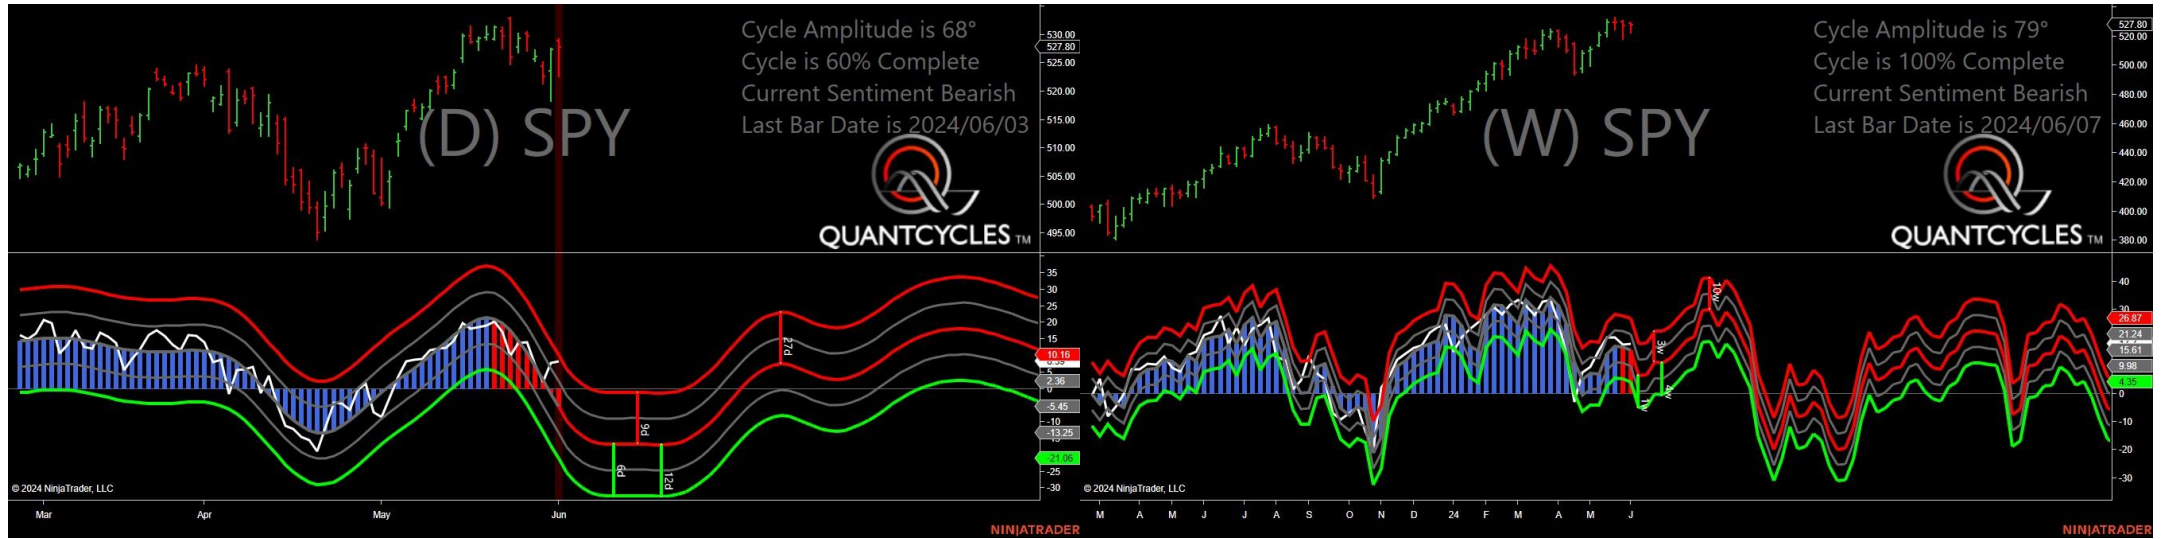 Cycle Amplitude is 68°
Cycle is 60% Complete
Current Sentiment Bearish
Last Bar Date is 2024/06/03
(D) SPY
QUANTCYCLES TM
530.00
527.80
525.00
520.00
515.00
510.00
505.00
500.00
495.00
35
30
25
20
15
10.16
5
2.36
0
-5.45
-10
-13.25
-21.06
-25
-30
27d
9d
6d
12d
© 2024 NinjaTrader, LLC
Mar Apr May Jun
NINJATRADER
Cycle Amplitude is 79°
Cycle is 100% Complete
Current Sentiment Bearish
Last Bar Date is 2024/06/07
(W) SPY
QUANTCYCLES TM
527.80
520.00
500.00
480.00
460.00
440.00
420.00
400.00
380.00
40
30
26.87
21.24
15.61
9.98
4.35
0
-10
-20
-30
10w
3w
1w
4w
© 2024 NinjaTrader, LLC
M A M J J A S O N D 24 F M A M J
NINJATRADER